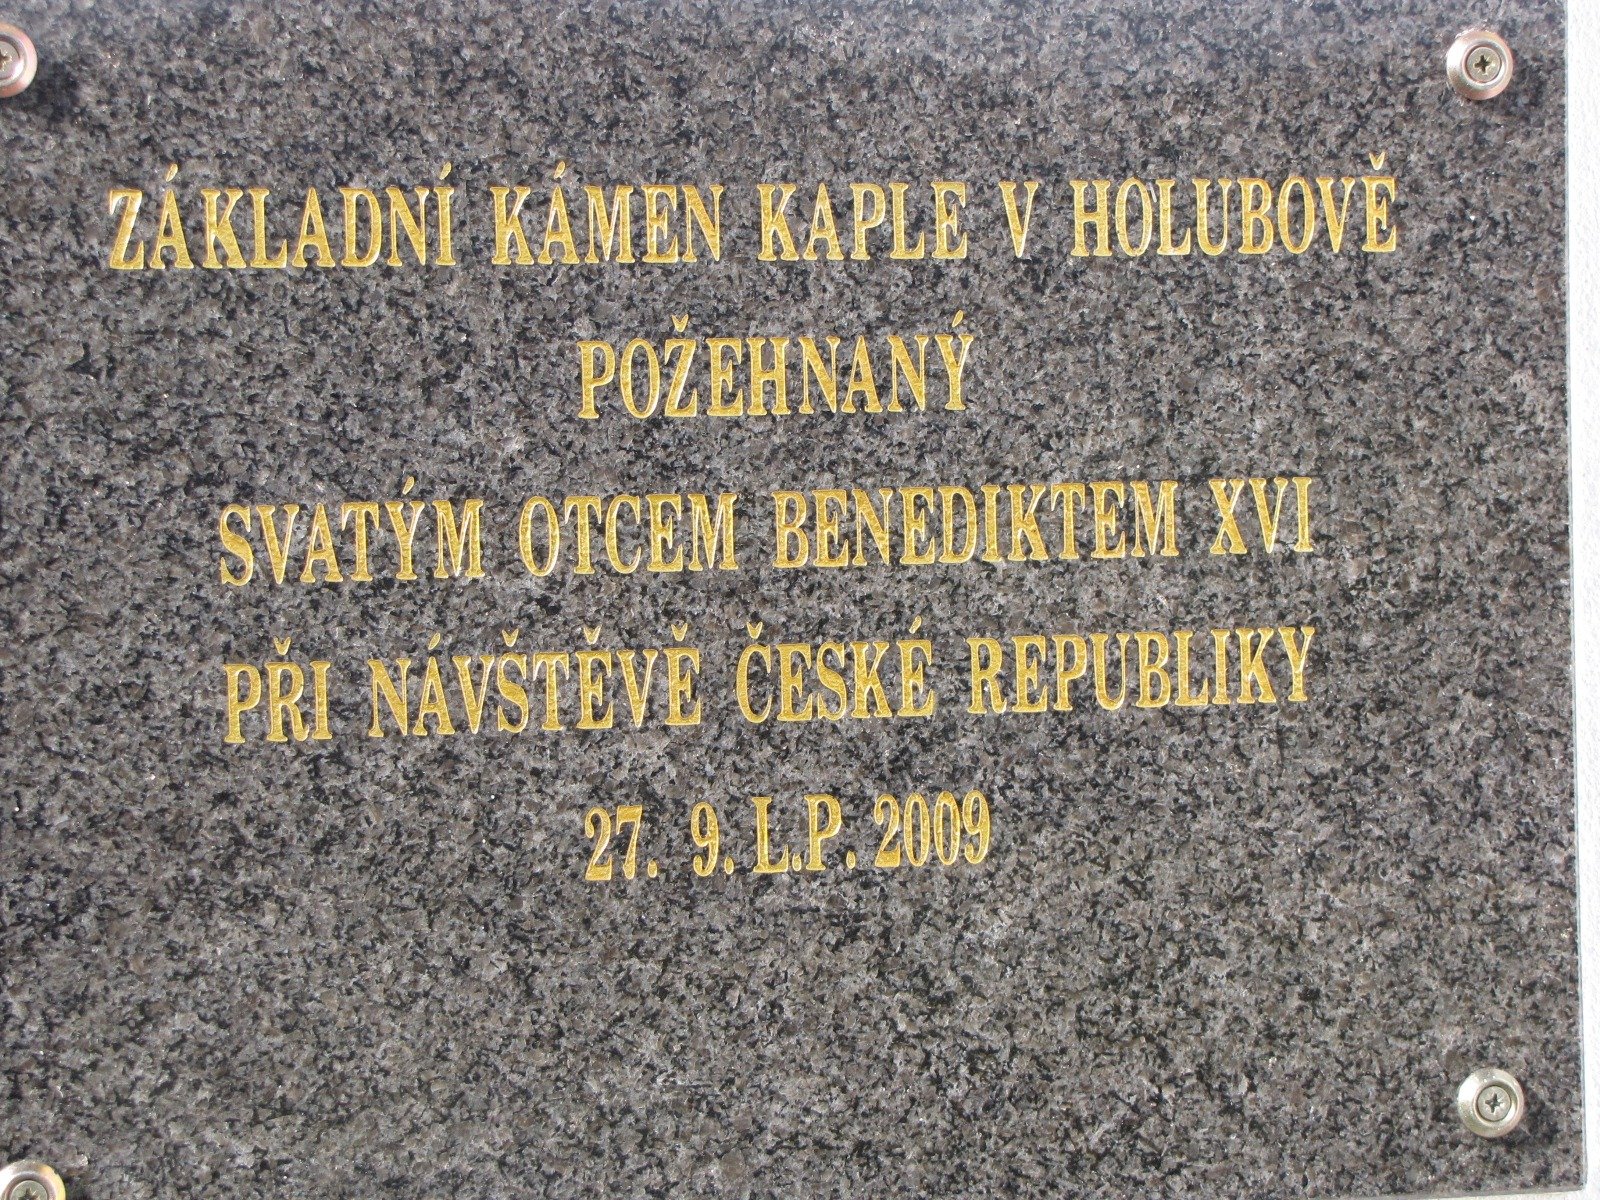 ZÁKLADNÍ KÁMEN KAPLE V HOLUBOVĚ
POŽEHNANÝ
SVATÝM OTCEM BENEDIKTEM XVI
PŘI NÁVŠTĚVĚ ČESKÉ REPUBLIKY
27. 9. L.P. 2009